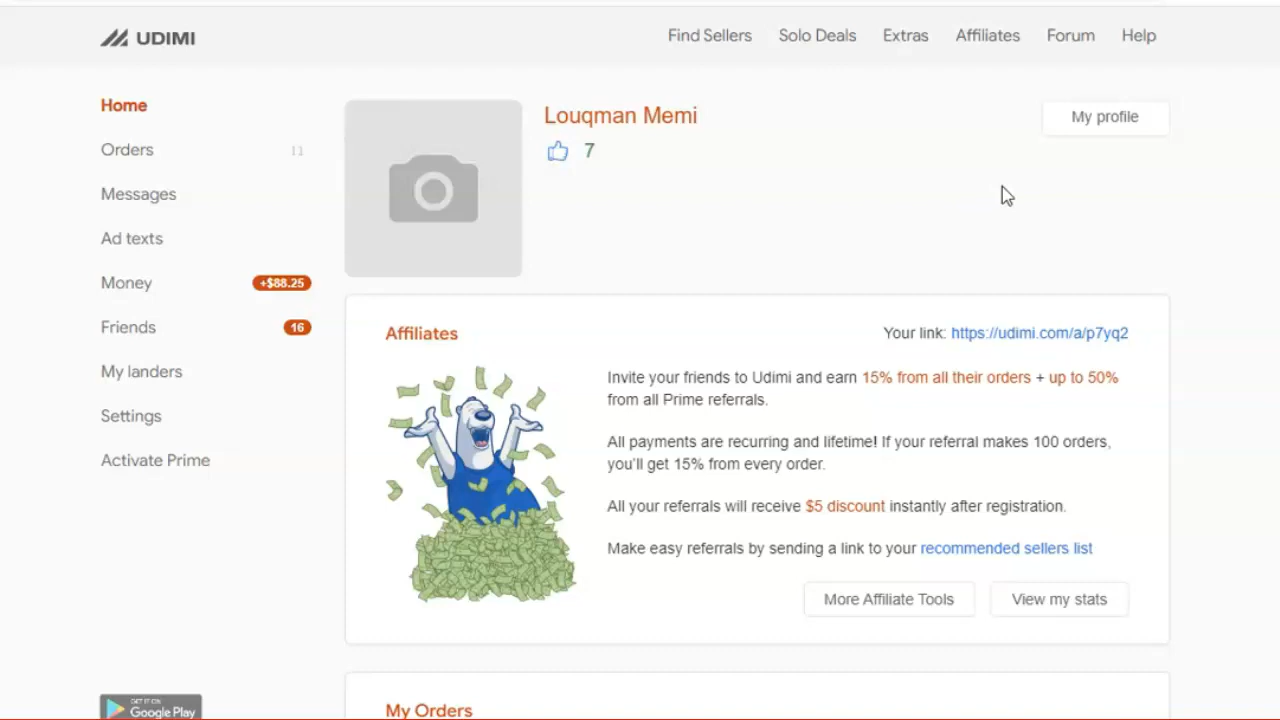 UDIMI
Find Sellers
Solo Deals
Extras
Affiliates
Forum
Help
Home
Orders
11
Messages
Ad texts
Money
+$88.25
Friends
16
My landers
Settings
Activate Prime
Louqman Memi
7
My profile
Affiliates
Your link: https://udimi.com/a/p7yq2
Invite your friends to Udimi and earn 15% from all their orders + up to 50%
from all Prime referrals.
All payments are recurring and lifetime! If your referral makes 100 orders,
you'll get 15% from every order.
All your referrals will receive $5 discount instantly after registration.
Make easy referrals by sending a link to your recommended sellers list
More Affiliate Tools
View my stats
My Orders
GET IT ON
Google Play